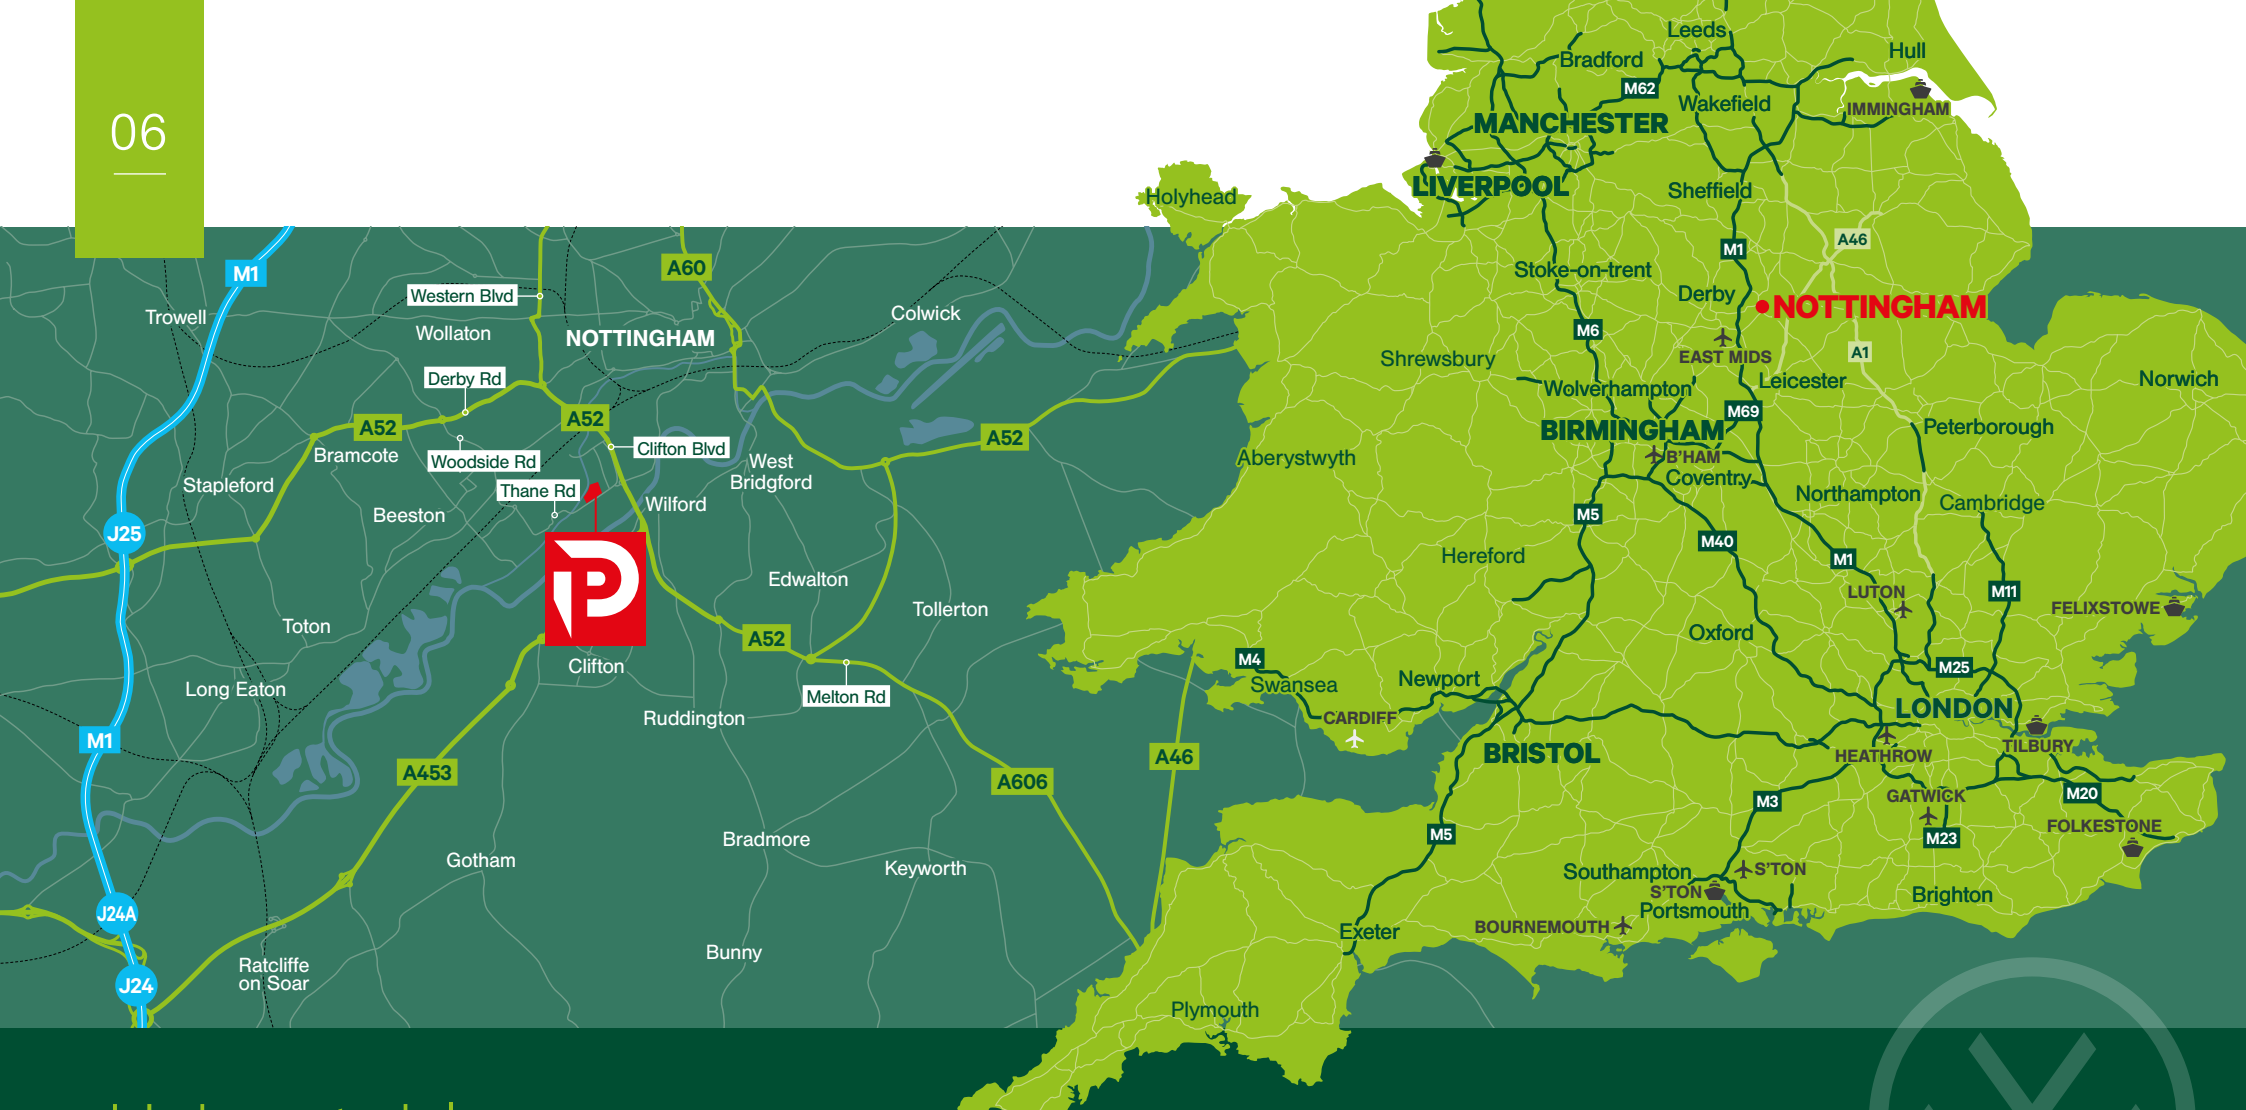 06
M1
Trowell
Western Blvd
Wollaton
A60
NOTTINGHAM
Colwick
Derby Rd
A52
A52
Clifton Blvd
A52
Bramcote
Woodside Rd
West
Bridgford
Stapleford
Thane Rd
Wilford
Beeston
J25
Edwalton
Tollerton
Toton
A52
Clifton
Long Eaton
Melton Rd
Ruddington
M1
A453
A606
A46
Bradmore
Gotham
Keyworth
J24A
Bunny
Ratcliffe
on Soar
J24
Leeds
Hull
Bradford
M62
Wakefield
IMMINGHAM
MANCHESTER
LIVERPOOL
Sheffield
Holyhead
A46
M1
Stoke-on-trent
Derby
NOTTINGHAM
M6
EAST MIDS
A1
Shrewsbury
Leicester
Norwich
Wolverhampton
M69
BIRMINGHAM
Peterborough
B'HAM
Aberystwyth
Coventry
Northampton
Cambridge
M5
M40
Hereford
M1
LUTON
M11
FELIXSTOWE
Oxford
M4
M25
Swansea
Newport
LONDON
CARDIFF
BRISTOL
HEATHROW
TILBURY
M3
GATWICK
M20
M5
M23
FOLKESTONE
Southampton
S'TON
S'TON
Brighton
Portsmouth
BOURNEMOUTH
Exeter
Plymouth